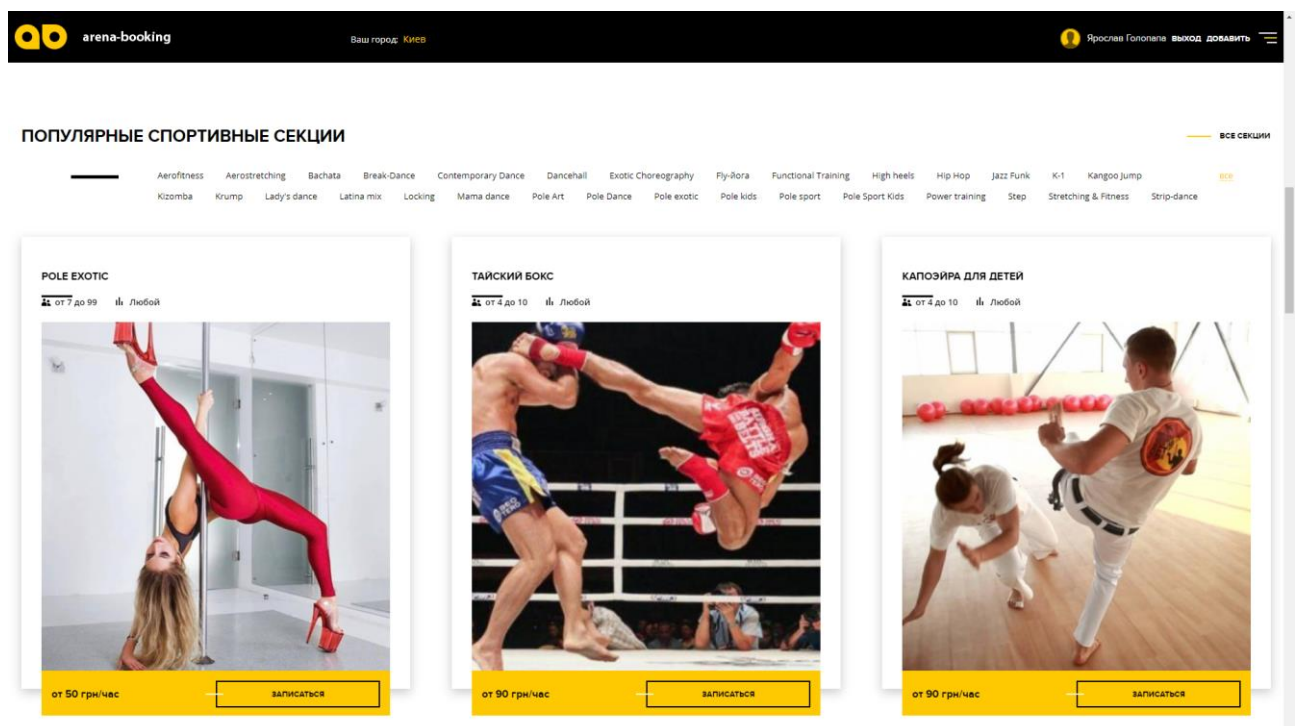 arena-booking
Ваш город: Киев
Ярослав Голопапа выход добавить
ПОПУЛЯРНЫЕ СПОРТИВНЫЕ СЕКЦИИ
ВСЕ СЕКЦИИ
Aerofitness Aerostretching Bachata Break-Dance Contemporary Dance Dancehall Exotic Choreography Fly-йога Functional Training High heels Hip Hop Jazz Funk K-1 Kangoo Jump
все
Kizomba Krump Lady's dance Latina mix Locking Mama dance Pole Art Pole Dance Pole exotic Pole kids Pole sport Pole Sport Kids Power training Step Stretching & Fitness Strip-dance
POLE EXOTIC
от 7 до 99 Любой
от 50 грн/час
ЗАПИСАТЬСЯ
ТАЙСКИЙ БОКС
от 4 до 10 Любой
от 90 грн/час
ЗАПИСАТЬСЯ
КАПОЭЙРА ДЛЯ ДЕТЕЙ
от 4 до 10 Любой
от 90 грн/час
ЗАПИСАТЬСЯ